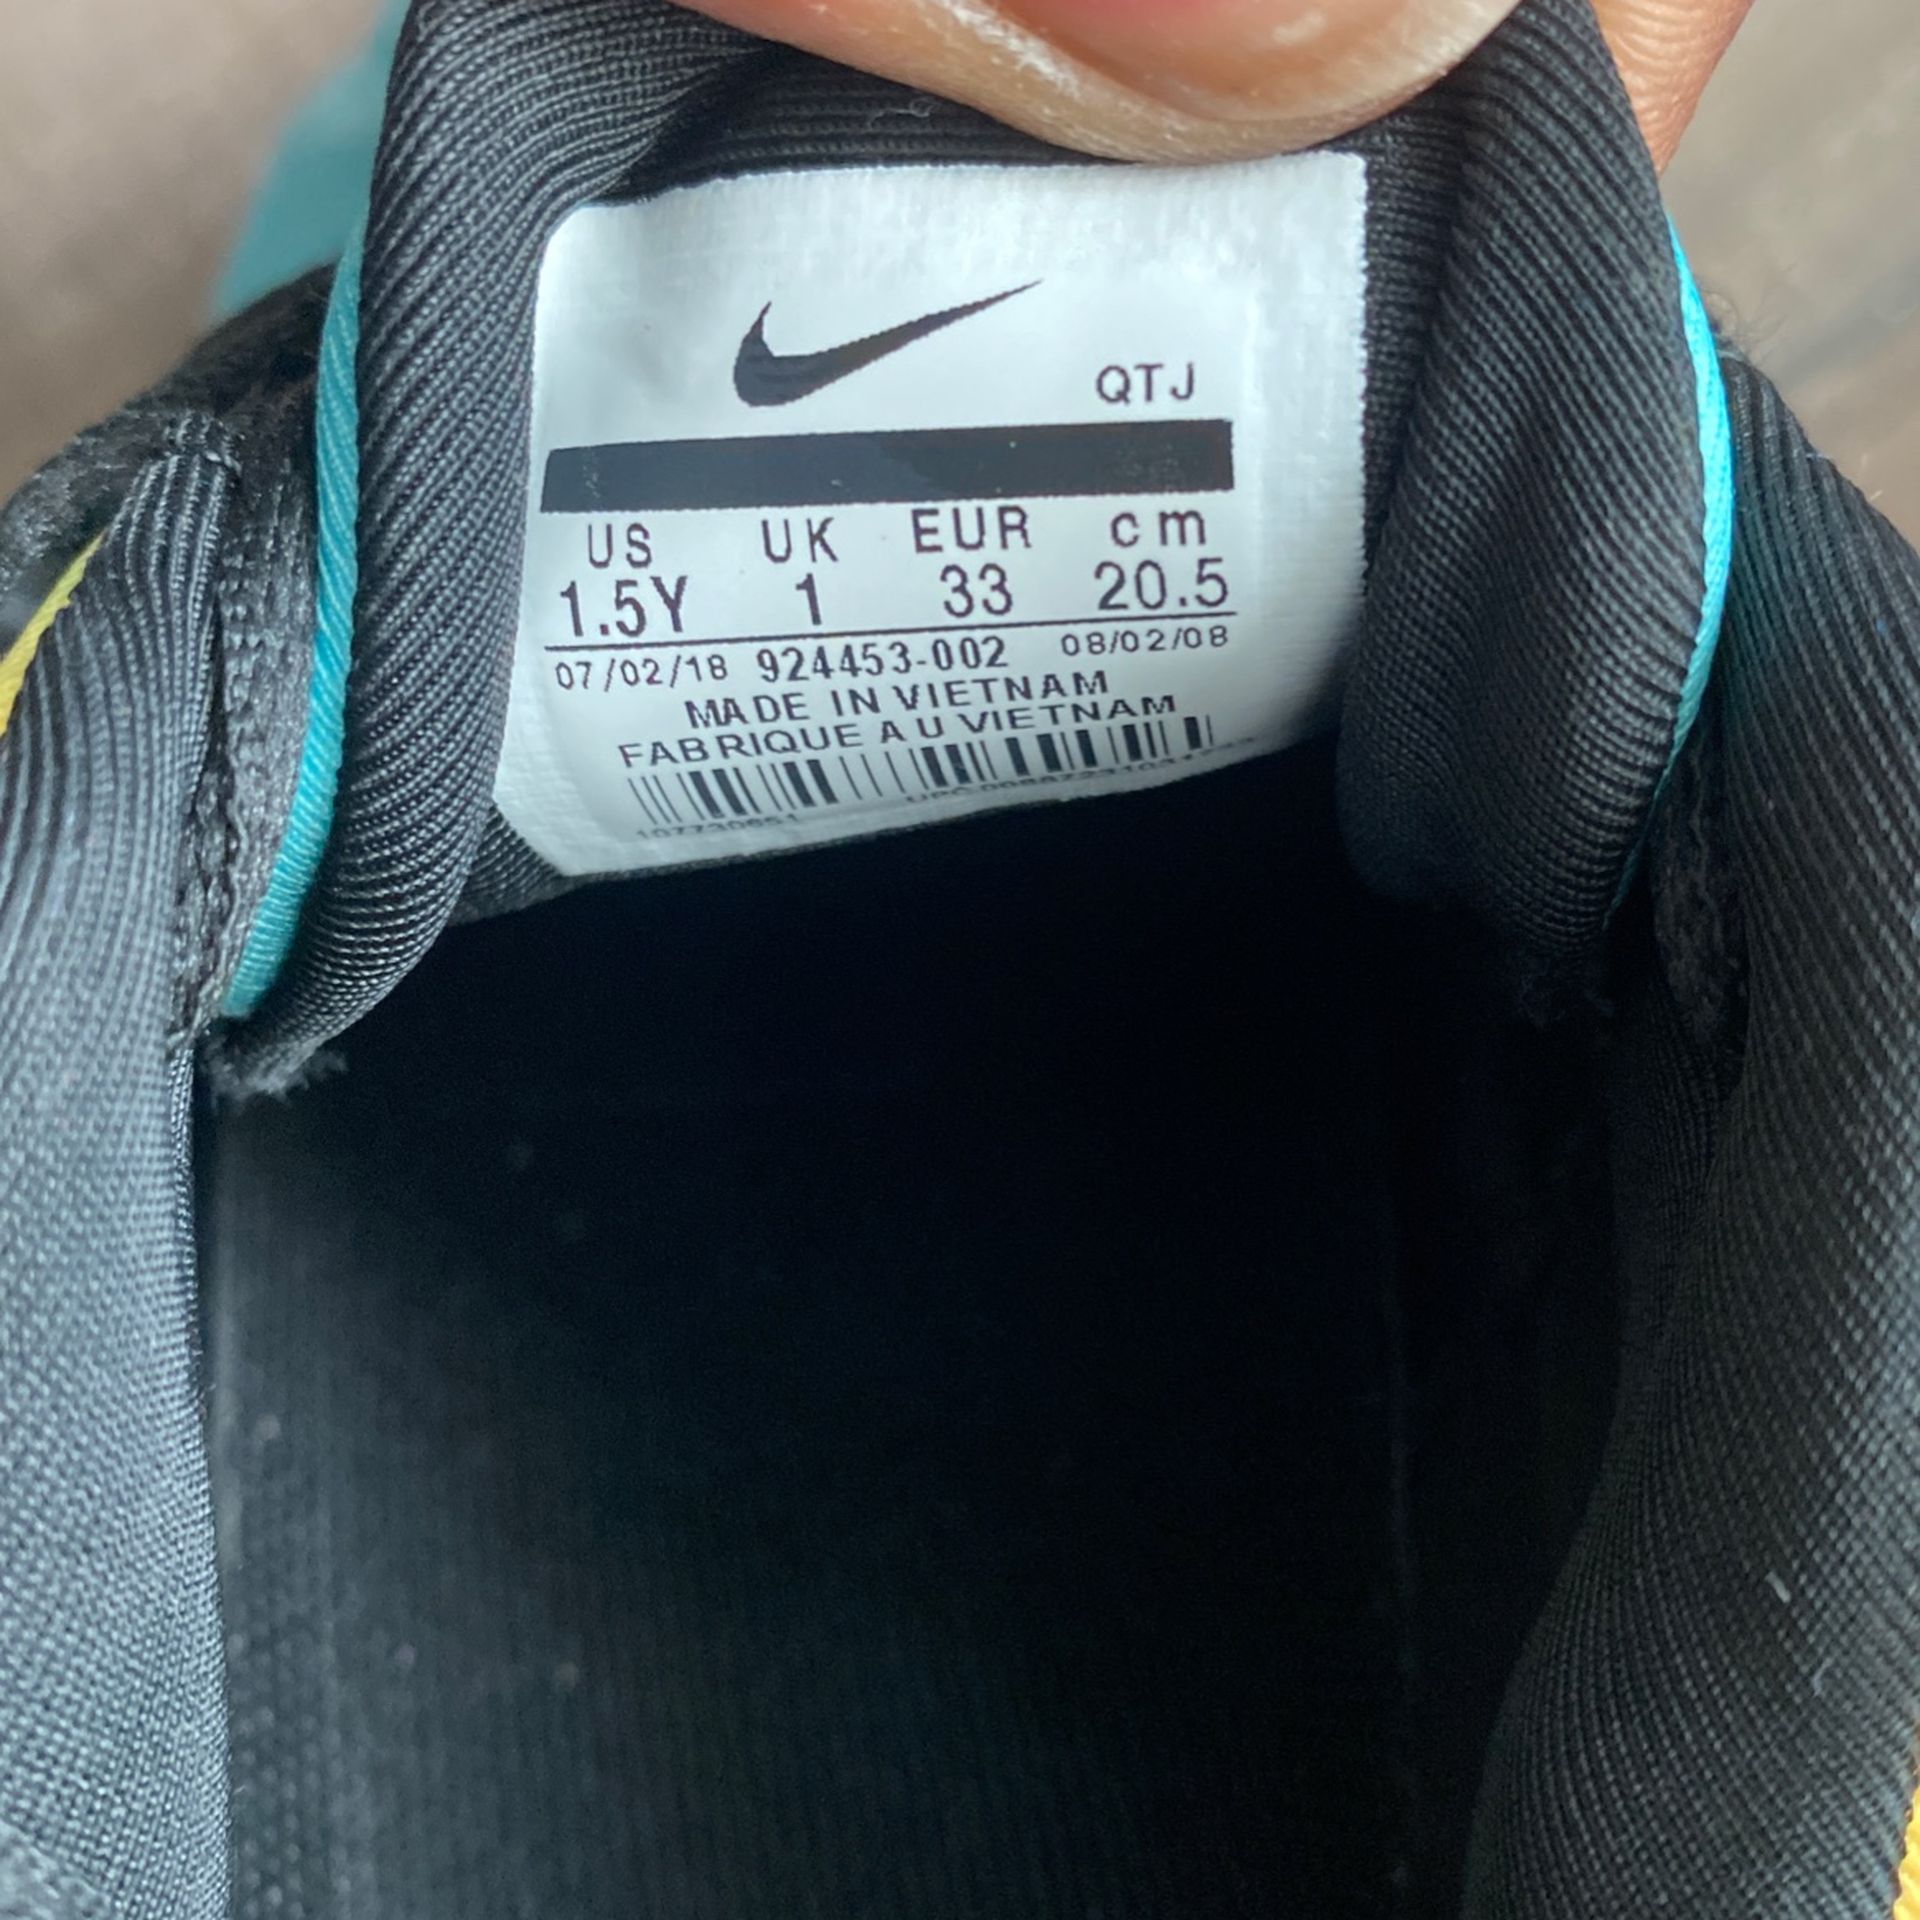 QTJ
US UK EUR cm
1.5Y 1 33 20.5
07/02/18 924453-002 08/02/08
MADE IN VIETNAM
FABRIQUE AU VIETNAM
107730651